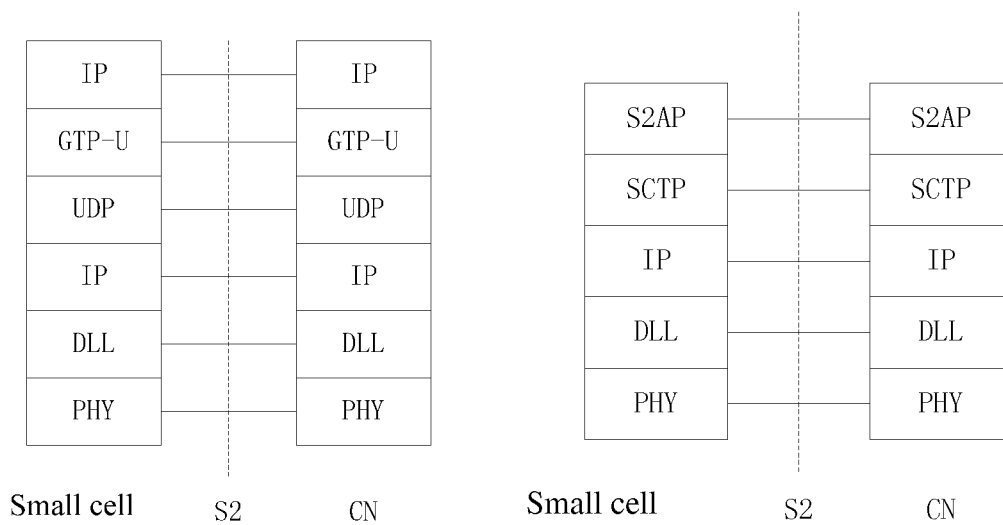 IP IP
GTP-U GTP-U
UDP UDP
IP IP
DLL DLL
PHY PHY
Small cell S2 CN
S2AP S2AP
SCTP SCTP
IP IP
DLL DLL
PHY PHY
Small cell S2 CN